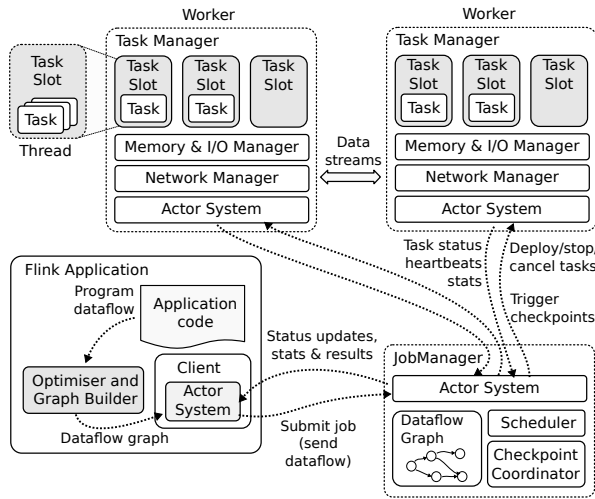 Worker
Worker
Task Manager
Task Manager
Task
Slot
Task
Thread
Task
Slot
Task
Task
Slot
Task
Task
Slot
Memory & I/O Manager
Network Manager
Actor System
Data
streams
Task
Slot
Task
Task
Slot
Task
Task
Slot
Memory & I/O Manager
Network Manager
Actor System
Task status
heartbeats
stats
Deploy/stop/
cancel tasks
Trigger
checkpoints
Flink Application
Program
dataflow
Application
code
Optimiser and
Graph Builder
Dataflow graph
Client
Actor
System
Status updates,
stats & results
Submit job
(send
dataflow)
JobManager
Actor System
Dataflow
Graph
Scheduler
Checkpoint
Coordinator